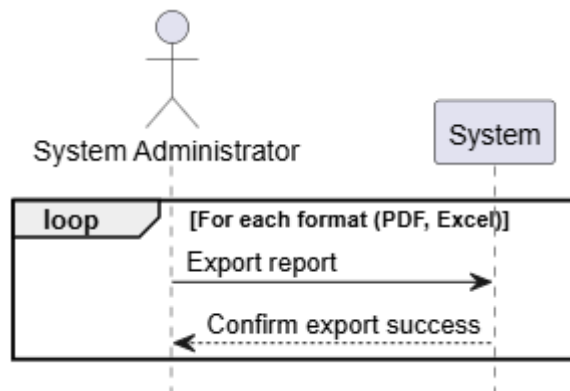 System Administrator
System
loop
[For each format (PDF, Excel)]
Export report
Confirm export success